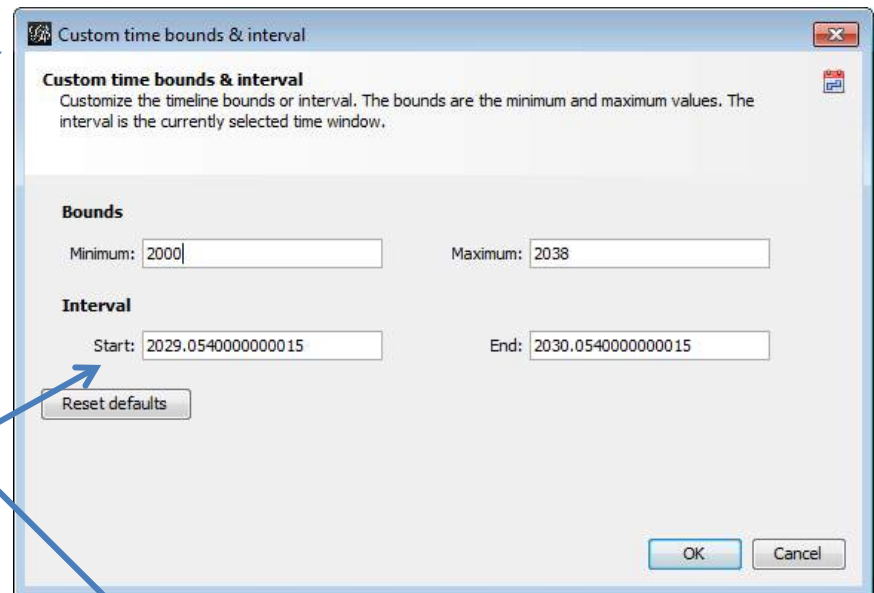 Custom time bounds & interval
Custom time bounds & interval
Customize the timeline bounds or interval. The bounds are the minimum and maximum values. The
interval is the currently selected time window.
Bounds
Minimum: 2000 Maximum: 2038
Interval
Start: 2029.0540000000015 End: 2030.0540000000015
Reset defaults
OK Cancel